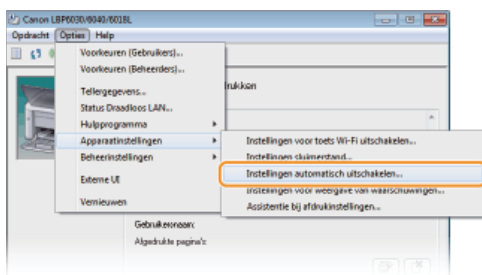 Canon LBP6030/6040/6018L
Opdracht Opties Help
Voorkeuren (Gebruikers)...
Voorkeuren (Beheerders)...
Tellergegevens...
Status Draadloos LAN...
Hulpprogramma
Apparaatinstellingen
Beheerinstellingen
Externe UI
Vernieuwen
Instellingen voor toets Wi-Fi uitschakelen...
Instellingen sluimerstand...
Instellingen automatisch uitschakelen...
Instellingen voor weergave van waarschuwingen...
Assistentie bij afdrukinstellingen...
Gebruikersnaam:
Afgedrukte pagina's: